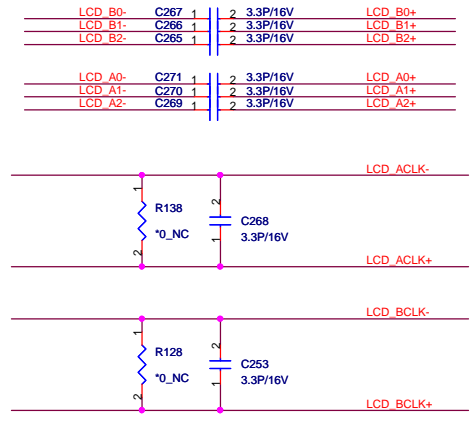 LCD_B0- C267 1 2 3.3P/16V LCD_B0+
LCD_B1- C266 1 2 3.3P/16V LCD_B1+
LCD_B2- C265 1 2 3.3P/16V LCD_B2+
LCD_A0- C271 1 2 3.3P/16V LCD_A0+
LCD_A1- C270 1 2 3.3P/16V LCD_A1+
LCD_A2- C269 1 2 3.3P/16V LCD_A2+
LCD_ACLK-
1 2
R138 C268
*0_NC 3.3P/16V
2 1
LCD_ACLK+
LCD_BCLK-
1 2
R128 C253
*0_NC 3.3P/16V
2 1
LCD_BCLK+